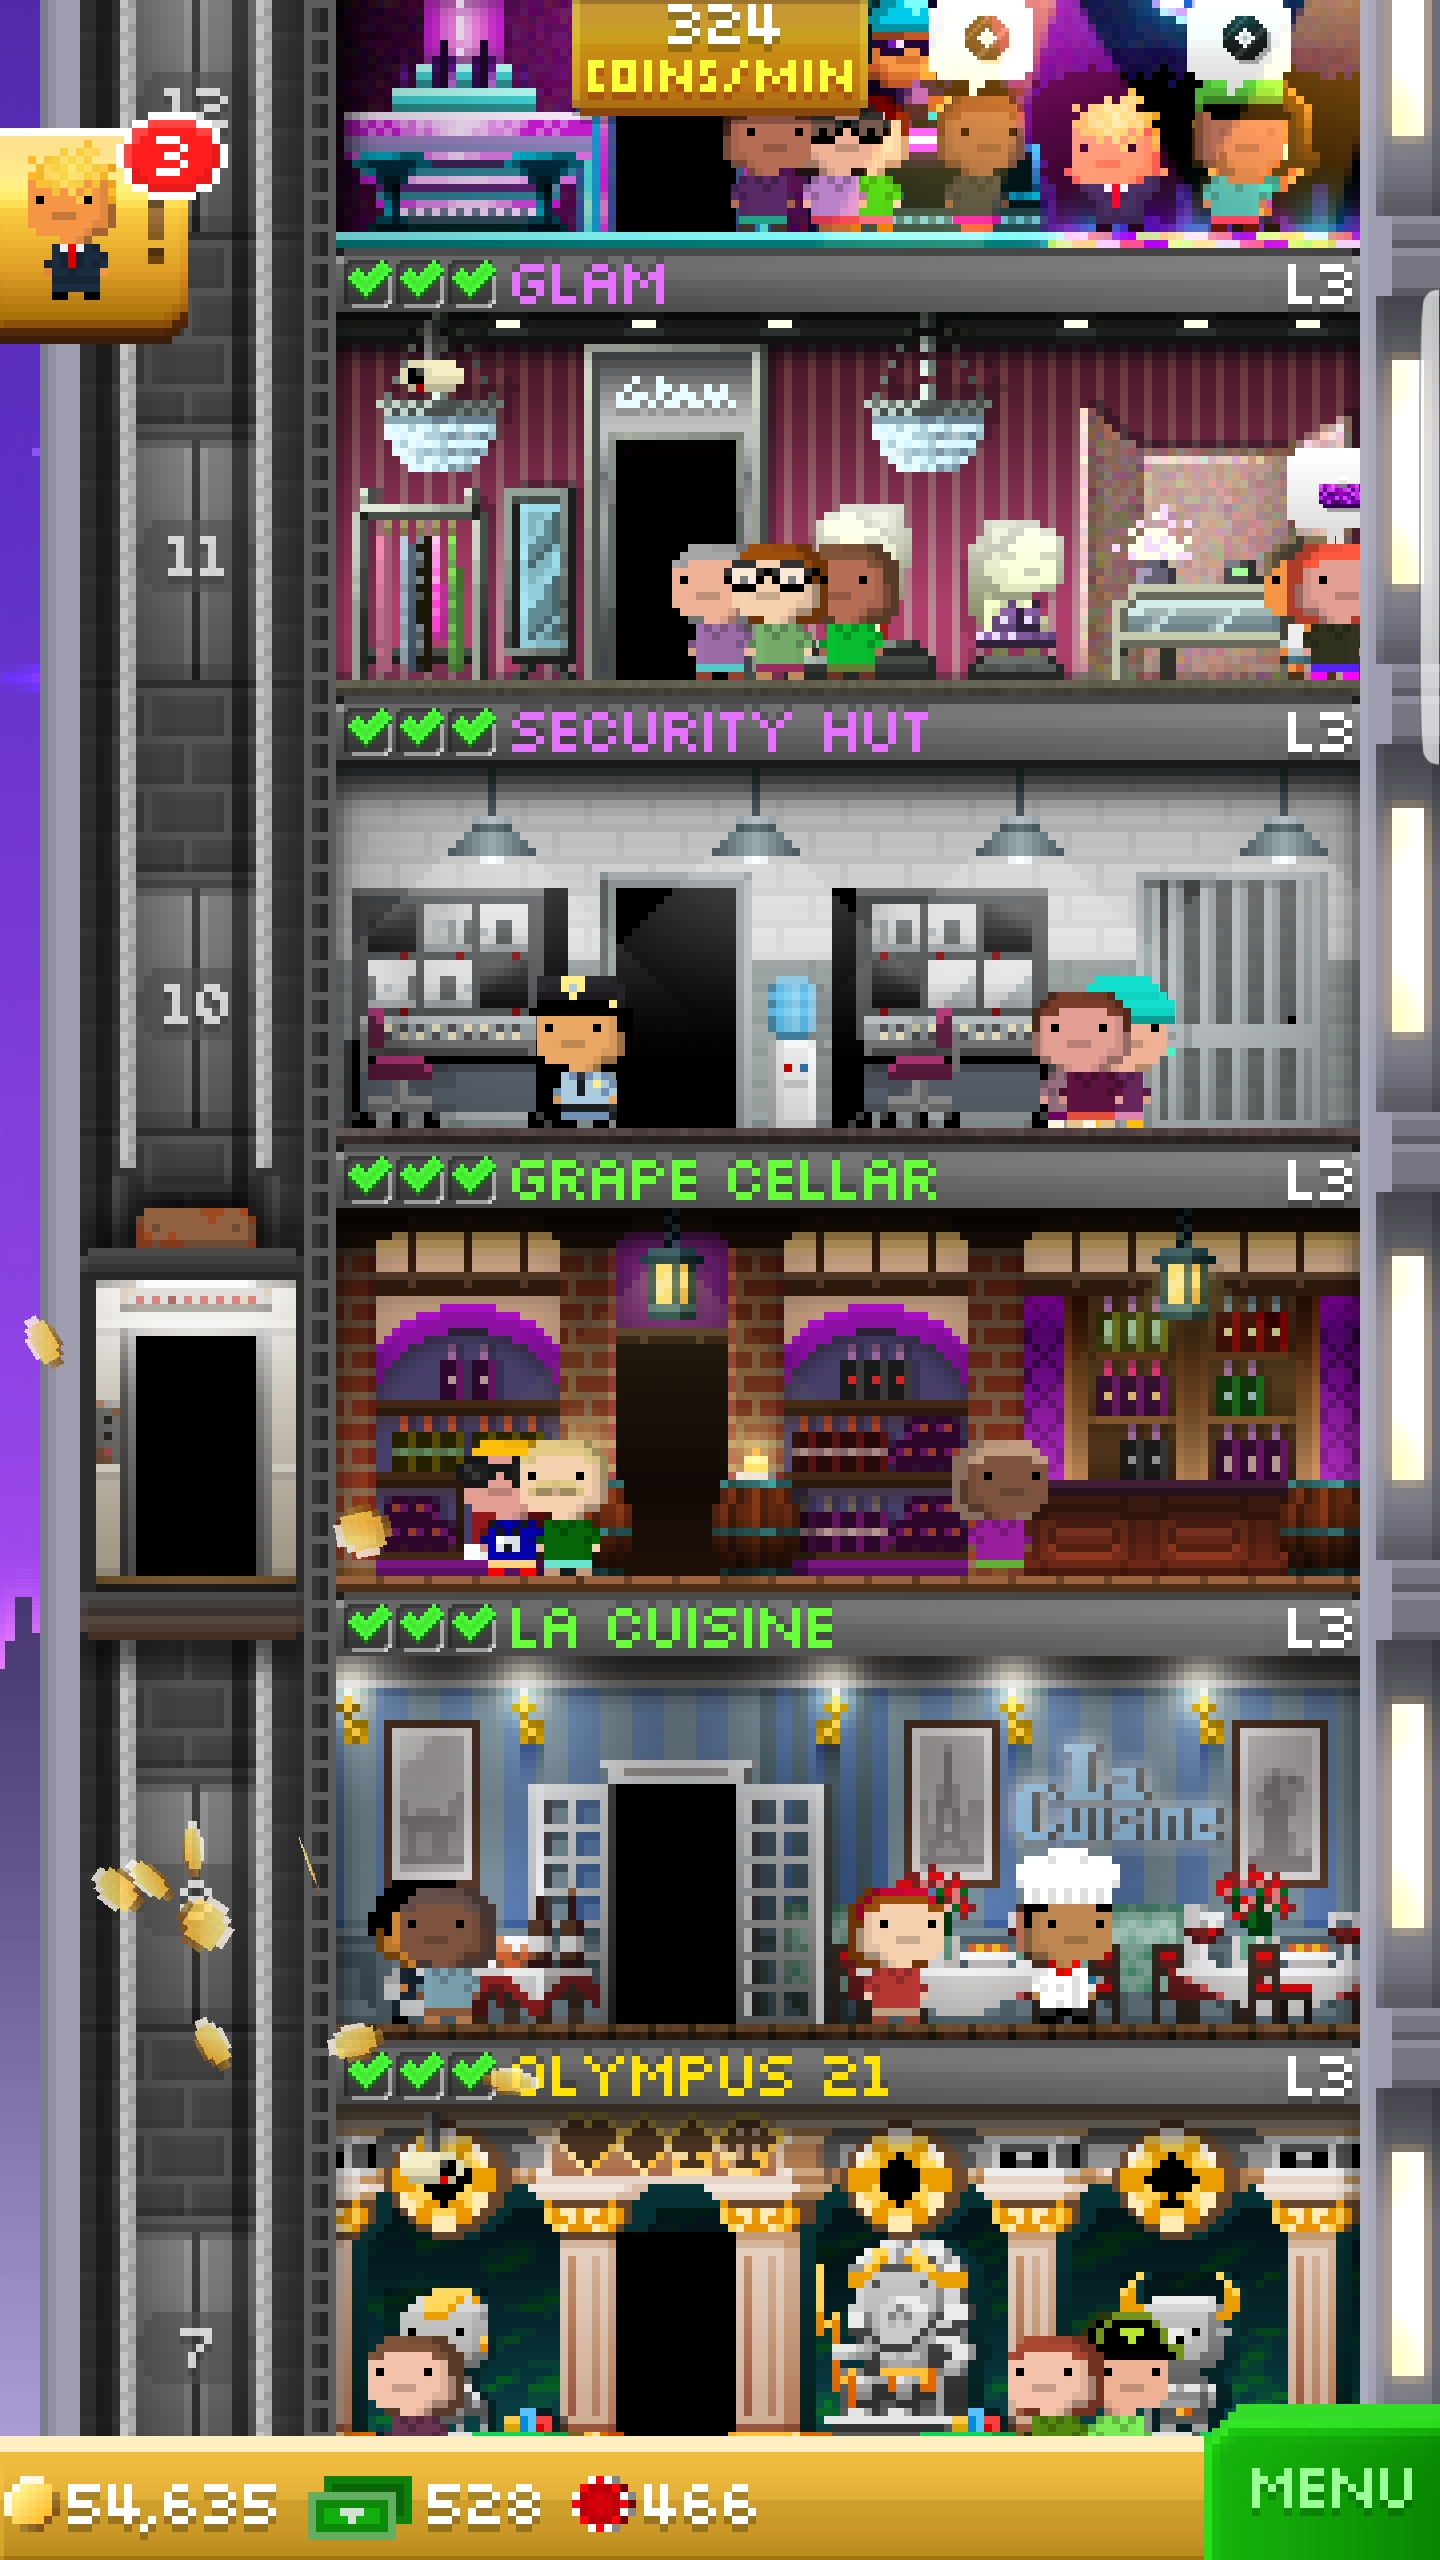 324
COINS/MIN
12
3
!
GLAM L3
Glam
11
SECURITY HUT L3
10
GRAPE CELLAR L3
LA CUISINE L3
La
Cuisine
OLYMPUS 21 L3
7
54,635 528 466
MENU